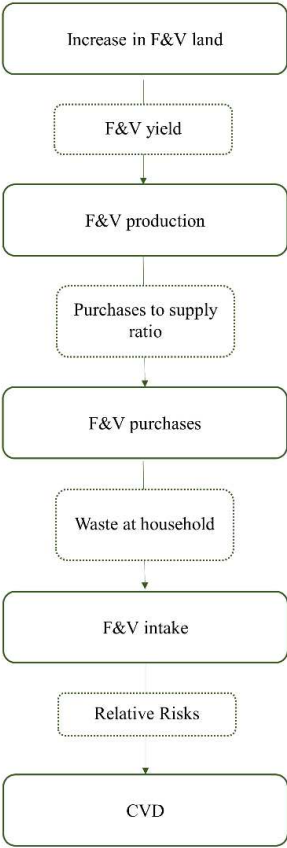 Increase in F&V land
F&V yield
F&V production
Purchases to supply
ratio
F&V purchases
Waste at household
F&V intake
Relative Risks
CVD